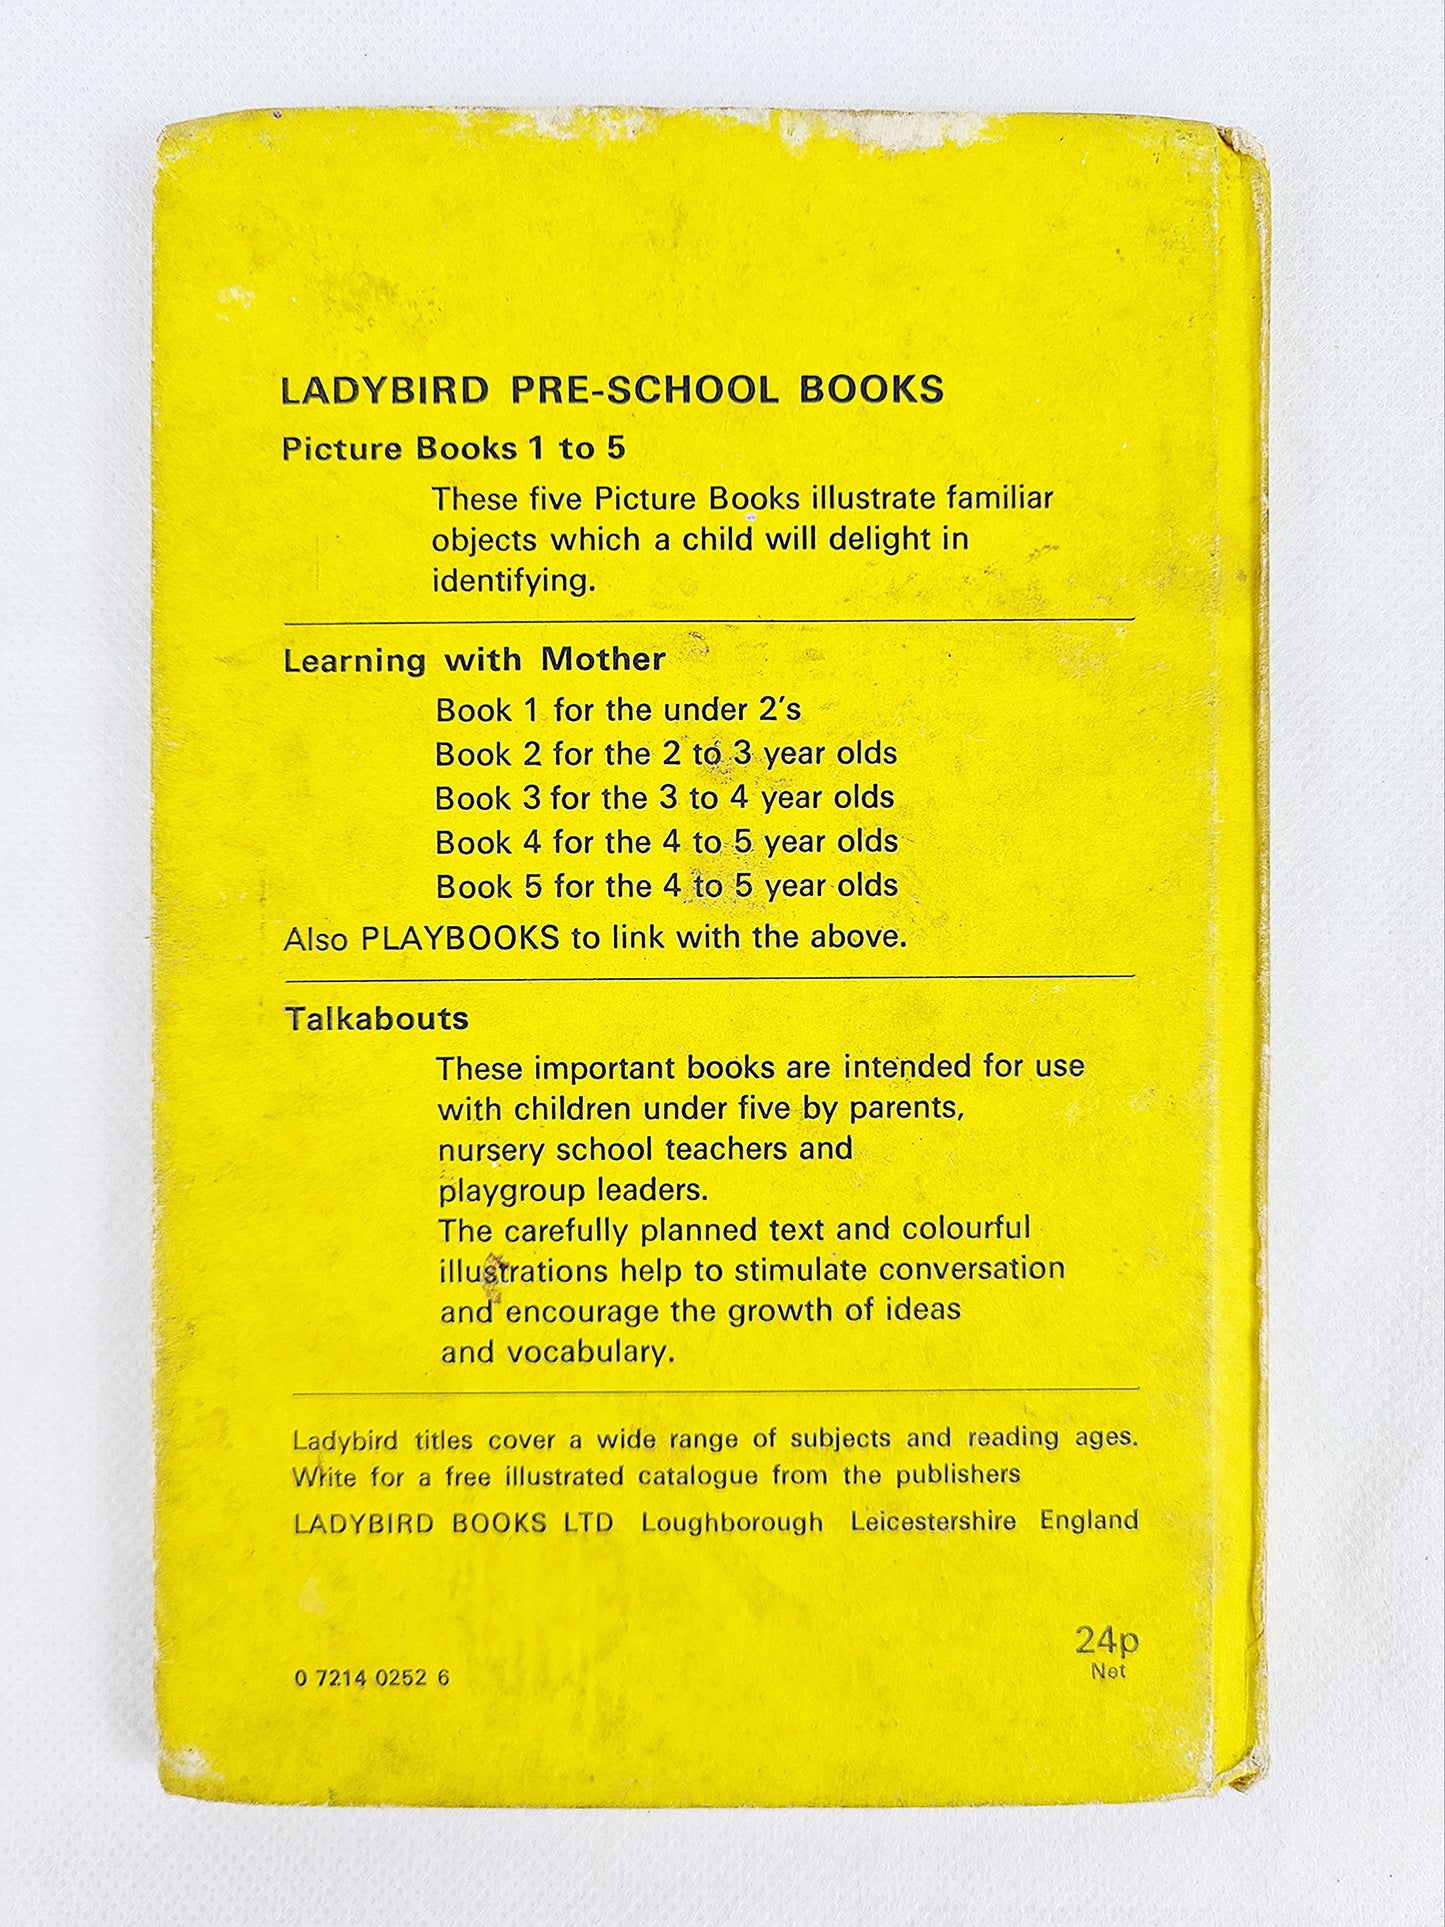 LADYBIRD PRE-SCHOOL BOOKS
Picture Books 1 to 5
These five Picture Books illustrate familiar
objects which a child will delight in
identifying.
Learning with Mother
Book 1 for the under 2's
Book 2 for the 2 to 3 year olds
Book 3 for the 3 to 4 year olds
Book 4 for the 4 to 5 year olds
Book 5 for the 4 to 5 year olds
Also PLAYBOOKS to link with the above.
Talkabouts
These important books are intended for use
with children under five by parents,
nursery school teachers and
playgroup leaders.
The carefully planned text and colourful
illustrations help to stimulate conversation
and encourage the growth of ideas
and vocabulary.
Ladybird titles cover a wide range of subjects and reading ages.
Write for a free illustrated catalogue from the publishers
LADYBIRD BOOKS LTD Loughborough Leicestershire England
24p
Net
0 7214 0252 6